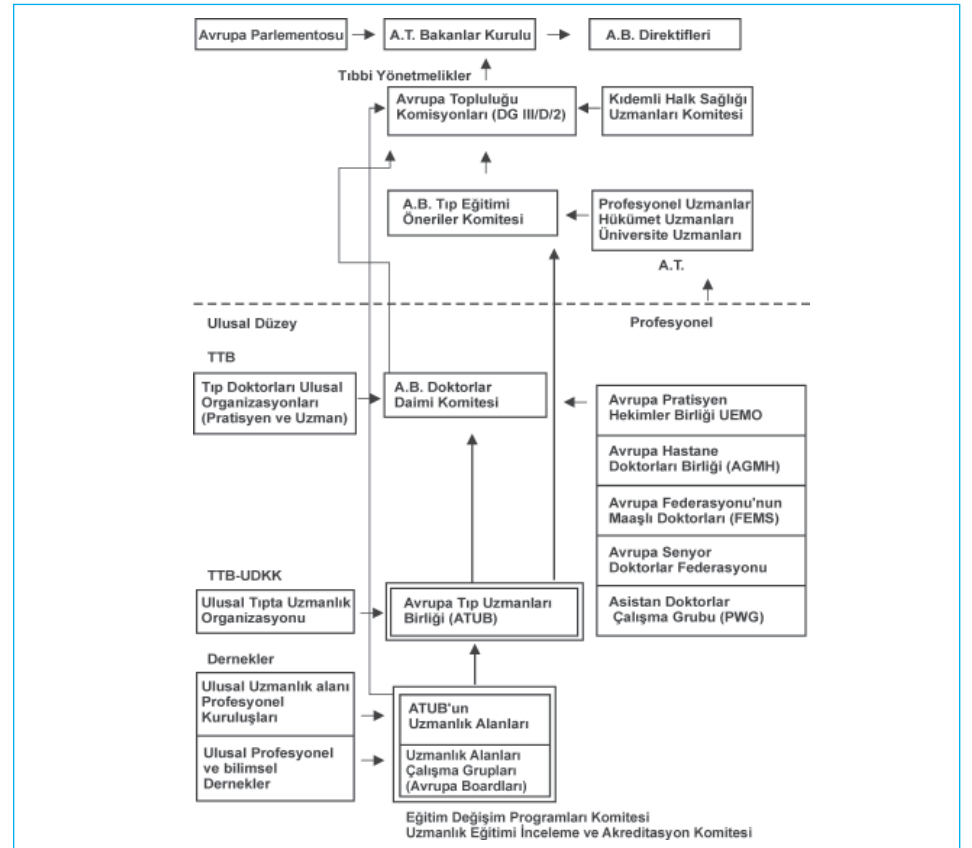 Avrupa Parlementosu
A.T. Bakanlar Kurulu
A.B. Direktifleri
Tıbbi Yönetmelikler
Avrupa Topluluğu
Komisyonları (DG III/D/2)
Kıdemli Halk Sağlığı
Uzmanları Komitesi
A.B. Tıp Eğitimi
Öneriler Komitesi
Profesyonel Uzmanlar
Hükümet Uzmanları
Üniversite Uzmanları
A.T.
Ulusal Düzey
Profesyonel
TTB
Tıp Doktorları Ulusal
Organizasyonları
(Pratisyen ve Uzman)
A.B. Doktorlar
Daimi Komitesi
Avrupa Pratisyen
Hekimler Birliği UEMO
Avrupa Hastane
Doktorları Birliği (AGMH)
Avrupa Federasyonu'nun
Maaşlı Doktorları (FEMS)
Avrupa Senyor
Doktorlar Federasyonu
Asistan Doktorlar
Çalışma Grubu (PWG)
TTB-UDKK
Ulusal Tıpta Uzmanlık
Organizasyonu
Avrupa Tıp Uzmanları
Birliği (ATUB)
Dernekler
Ulusal Uzmanlık alanı
Profesyonel
Kuruluşları
Ulusal Profesyonel
ve bilimsel
Dernekler
ATUB'un
Uzmanlık Alanları
Uzmanlık Alanları
Çalışma Grupları
(Avrupa Boardları)
Eğitim Değişim Programları Komitesi
Uzmanlık Eğitimi İnceleme ve Akreditasyon Komitesi